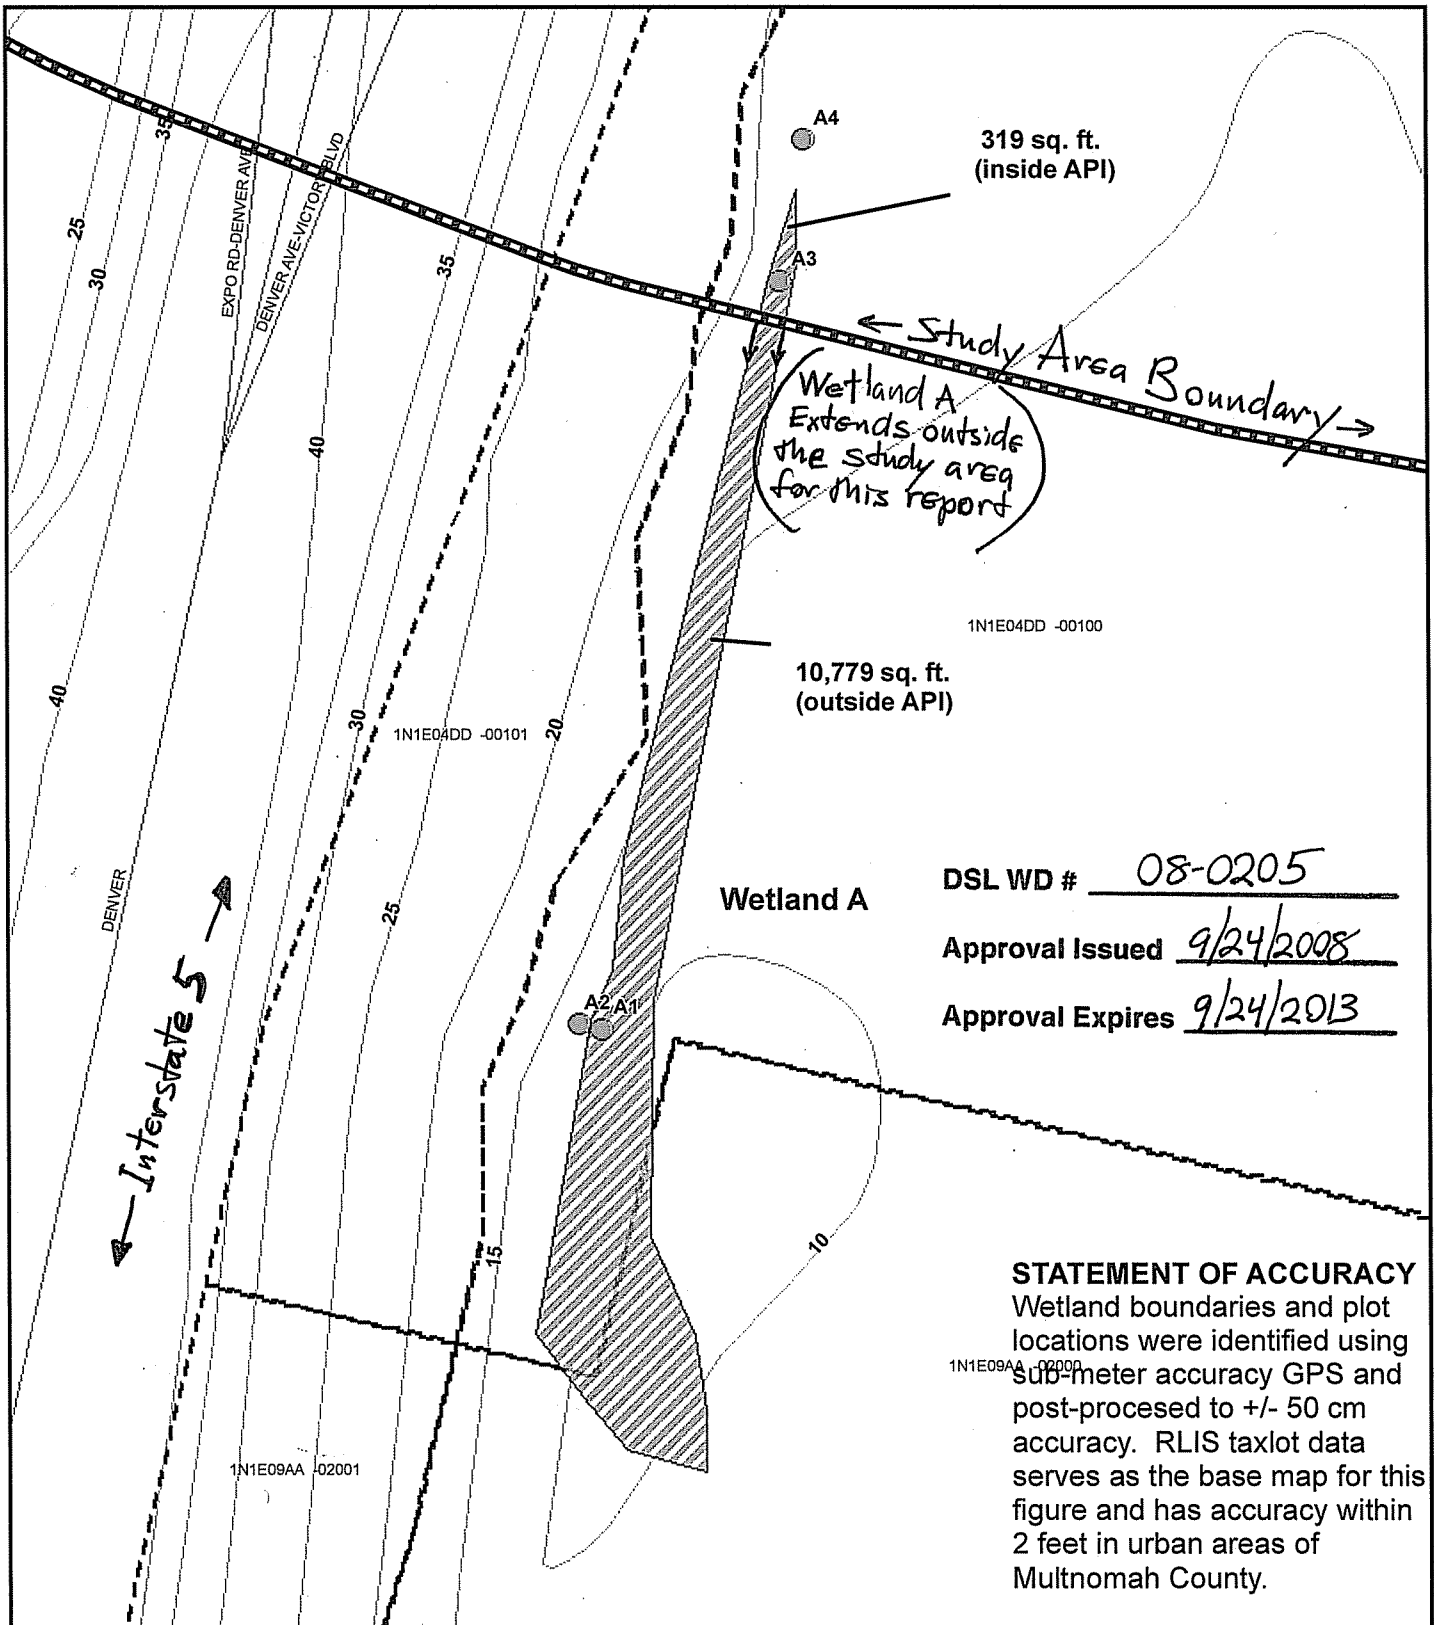 A4
319 sq. ft.
(inside API)
35
25
30
EXPO RD-DENVER AVE
DENVER AVE-VICTORY BLVD
35
A3
← Study Area Boundary →
Wetland A
Extends outside
the study area
for this report
40
1N1E04DD -00100
10,779 sq. ft.
(outside API)
40
30
1N1E04DD -00101
20
DENVER
25
Wetland A
DSL WD # 08-0205
Approval Issued 9/24/2008
Approval Expires 9/24/2013
← Interstate 5 →
A2 A1
15
10
1N1E09AA -02001
1N1E09AA -02000
STATEMENT OF ACCURACY
Wetland boundaries and plot
locations were identified using
sub-meter accuracy GPS and
post-procesed to +/- 50 cm
accuracy. RLIS taxlot data
serves as the base map for this
figure and has accuracy within
2 feet in urban areas of
Multnomah County.